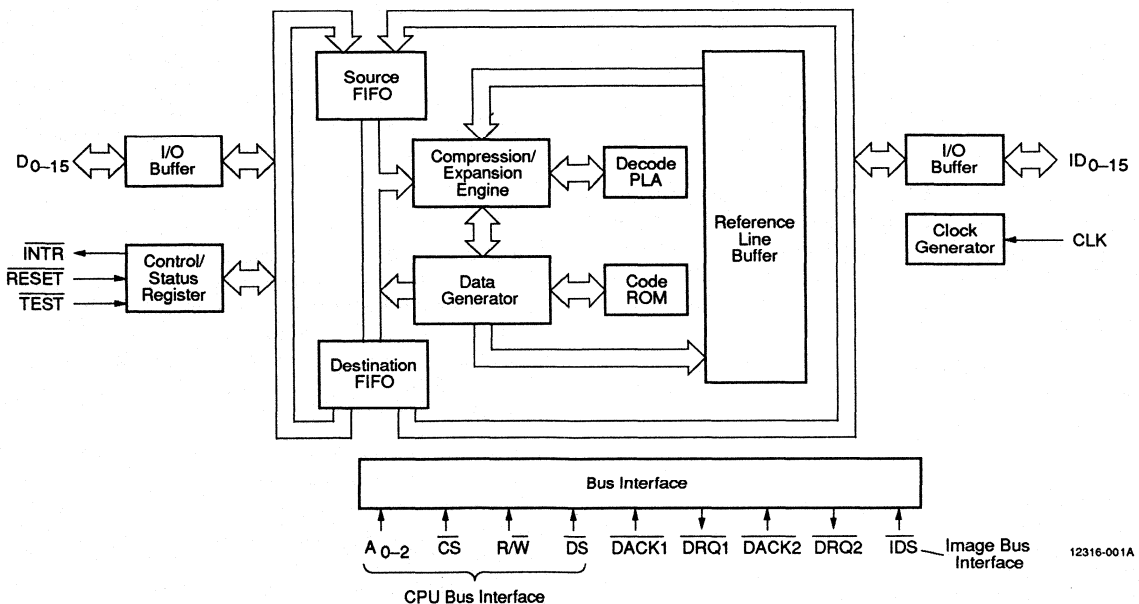 Source
FIFO
I/O
Buffer
D0–15
Compression/
Expansion
Engine
Decode
PLA
I/O
Buffer
ID0–15
Reference
Line
Buffer
Clock
Generator
CLK
INTR
RESET
TEST
Control/
Status
Register
Data
Generator
Code
ROM
Destination
FIFO
Bus Interface
A0–2
CS
R/W
DS
DACK1
DRQ1
DACK2
DRQ2
IDS
Image Bus
Interface
12316-001A
CPU Bus Interface